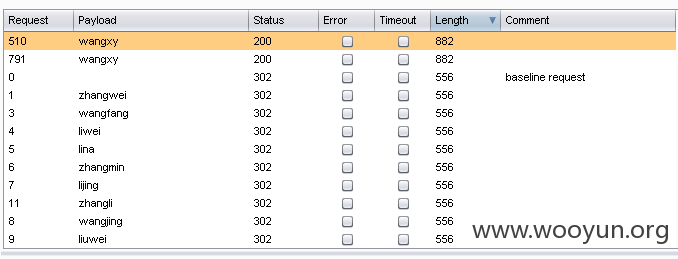 Request Payload Status Error Timeout Length Comment
510 wangxy 200 882
791 wangxy 200 882
0 302 556 baseline request
1 zhangwei 302 556
3 wangfang 302 556
4 liwei 302 556
5 lina 302 556
6 zhangmin 302 556
7 lijing 302 556
11 zhangli 302 556
8 wangjing 302 556
9 liuwei 302 556
www.wooyun.org